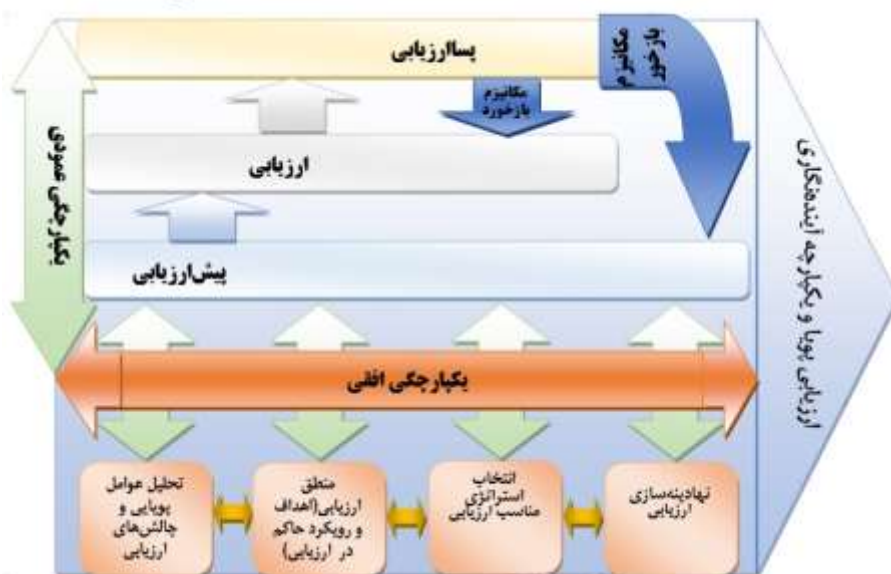 پساارزیابی
مکانیزم
بازخور
مکانیزم
بازخورد
ارزیابی
پیش‌ارزیابی
یکپارچگی عمودی
یکپارچگی افقی
ارزیابی پویا و یکپارچه آینده‌نگاری
نهادینه‌سازی
ارزیابی
انتخاب
استراتژی
مناسب ارزیابی
منطق
ارزیابی(اهداف
و رویکرد حاکم
در ارزیابی)
تحلیل عوامل
پویایی و
چالش‌های
ارزیابی